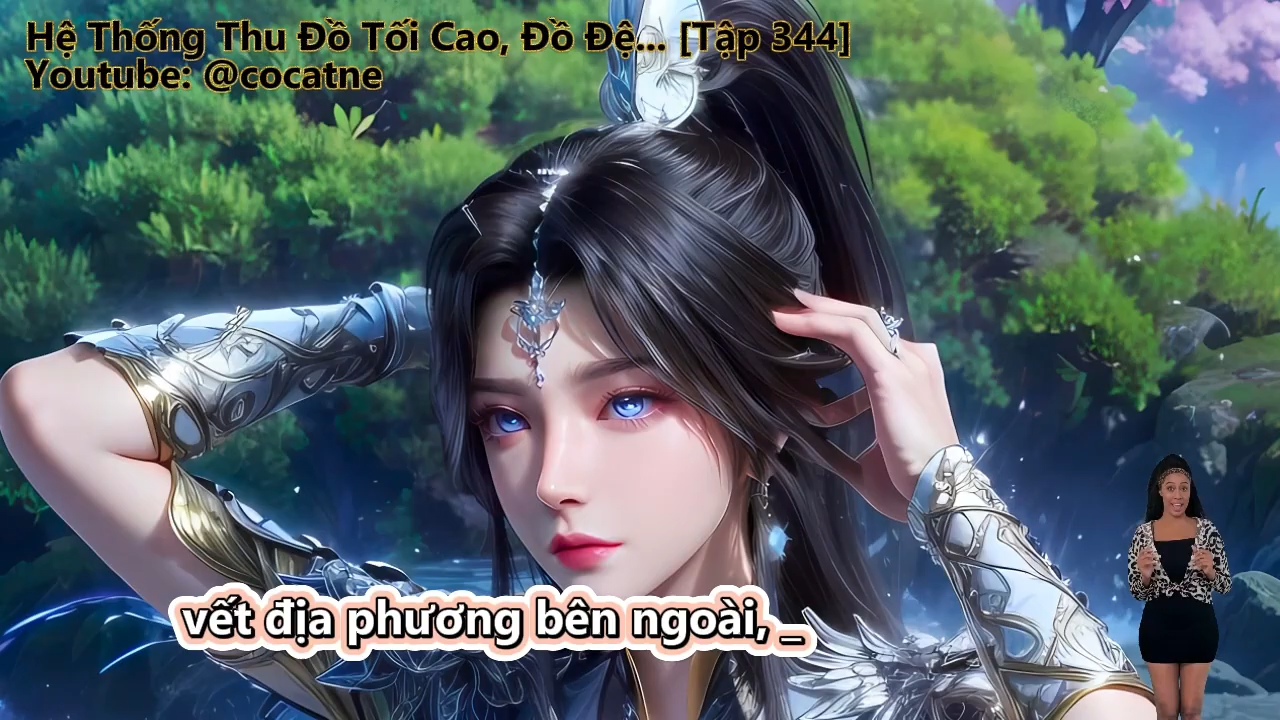 Hệ Thống Thu Đồ Tối Cao, Đồ Đệ... [Tập 344]
Youtube: @cocatne
vết địa phương bên ngoài, _